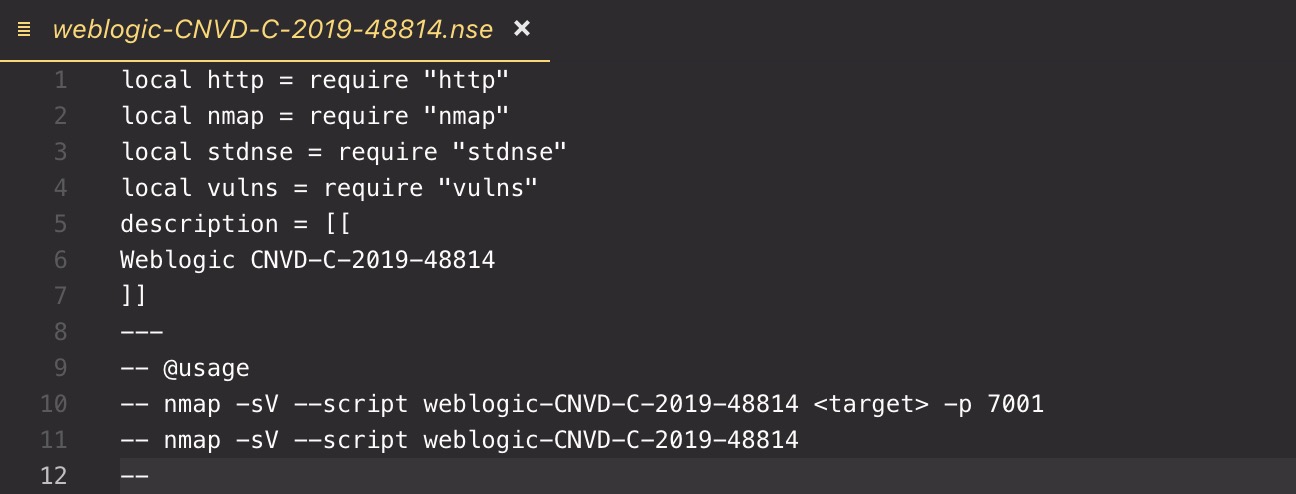 weblogic-CNVD-C-2019-48814.nse ×
1 local http = require "http"
2 local nmap = require "nmap"
3 local stdnse = require "stdnse"
4 local vulns = require "vulns"
5 description = [[
6 Weblogic CNVD-C-2019-48814
7 ]]
8 ---
9 -- @usage
10 -- nmap -sV --script weblogic-CNVD-C-2019-48814 <target> -p 7001
11 -- nmap -sV --script weblogic-CNVD-C-2019-48814
12 --